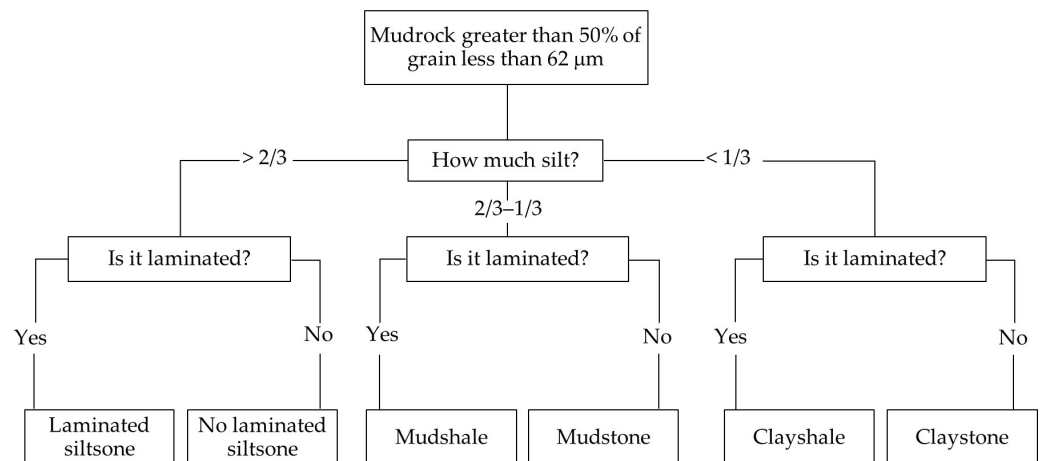 Mudrock greater than 50% of
grain less than 62 µm
> 2/3
How much silt?
< 1/3
2/3–1/3
Is it laminated?
Is it laminated?
Is it laminated?
Yes
No
Yes
No
Yes
No
Laminated
siltsone
No laminated
siltsone
Mudshale
Mudstone
Clayshale
Claystone